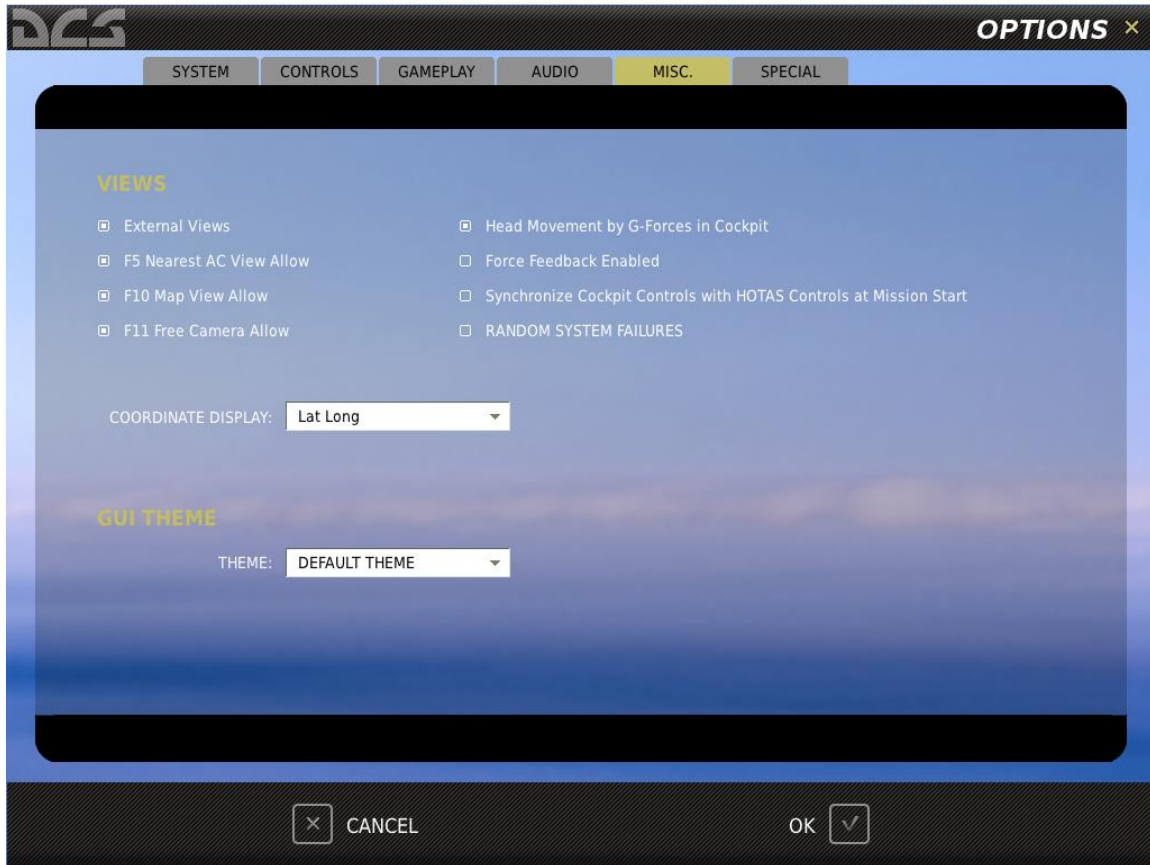 DCS OPTIONS
SYSTEM CONTROLS GAMEPLAY AUDIO MISC. SPECIAL
VIEWS
External Views Head Movement by G-Forces in Cockpit
F5 Nearest AC View Allow Force Feedback Enabled
F10 Map View Allow Synchronize Cockpit Controls with HOTAS Controls at Mission Start
F11 Free Camera Allow RANDOM SYSTEM FAILURES
COORDINATE DISPLAY: Lat Long
GUI THEME
THEME: DEFAULT THEME
CANCEL OK